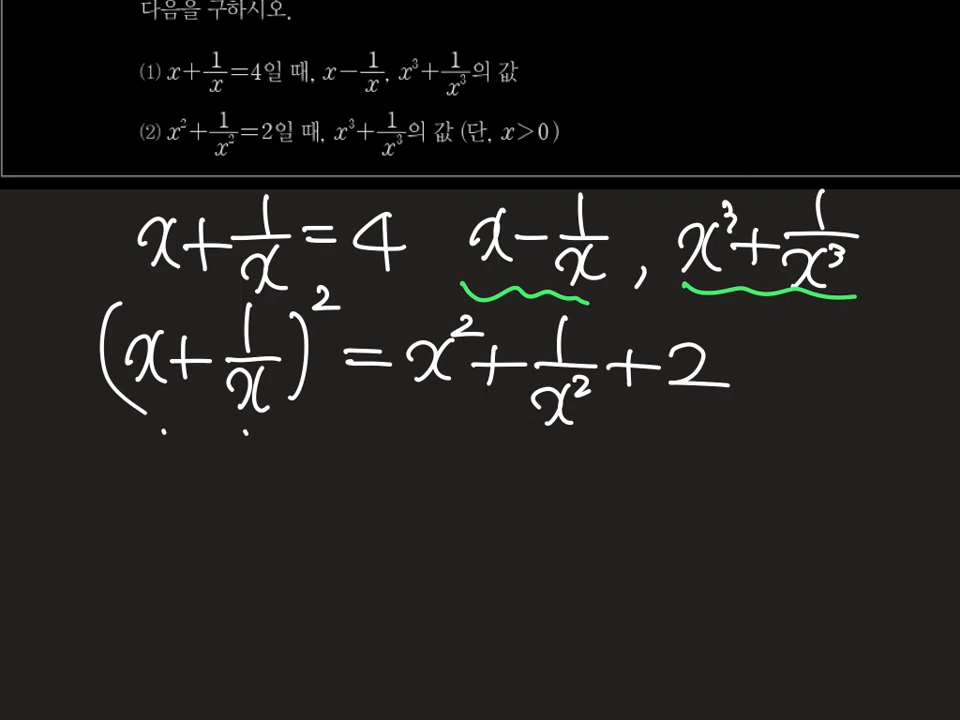 다음을 구하시오.
(1) x+1/x=4일 때, x−1/x, x³+1/x³의 값
(2) x²+1/x²=2일 때, x³+1/x³의 값 (단, x>0)
x+1/x=4 x−1/x, x³+1/x³
(x+1/x)²=x²+1/x²+2